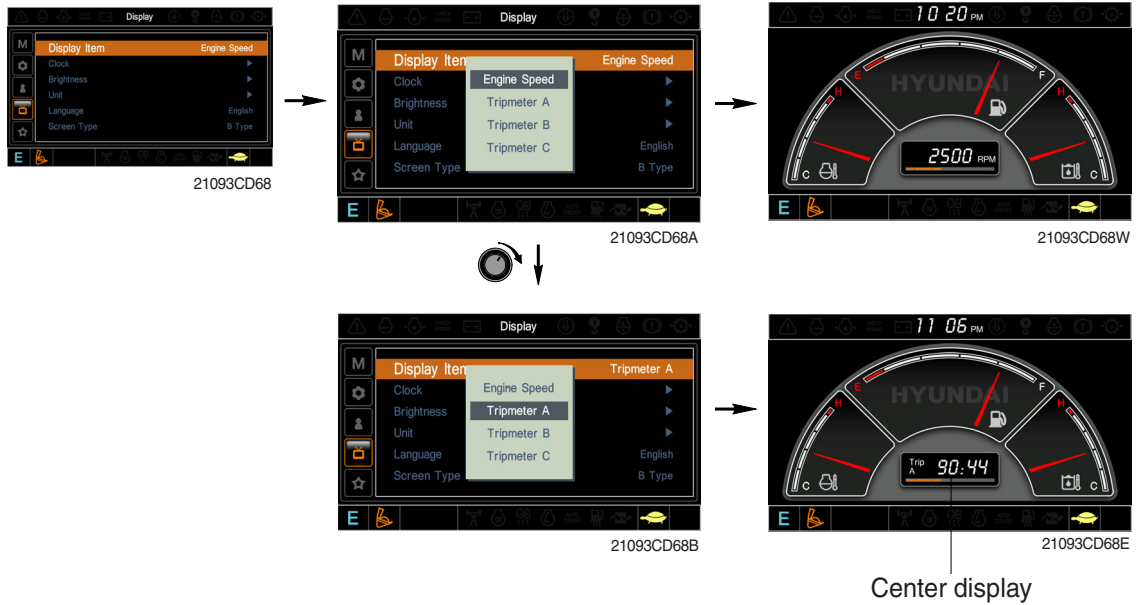 Display
M
Display Item Engine Speed
Clock
Brightness
Unit
Language English
Screen Type B Type
E
21093CD68
Display
M
Display Item Engine Speed
Clock
Brightness
Unit
Language English
Screen Type B Type
Engine Speed
Tripmeter A
Tripmeter B
Tripmeter C
E
21093CD68A
10 20 PM
HYUNDAI
E F
H H
C C
2500 RPM
E
21093CD68W
Display
M
Display Item Tripmeter A
Clock
Brightness
Unit
Language English
Screen Type B Type
Engine Speed
Tripmeter A
Tripmeter B
Tripmeter C
E
21093CD68B
11 06 PM
HYUNDAI
E F
H H
C C
Trip
A 90:44
E
21093CD68E
Center display